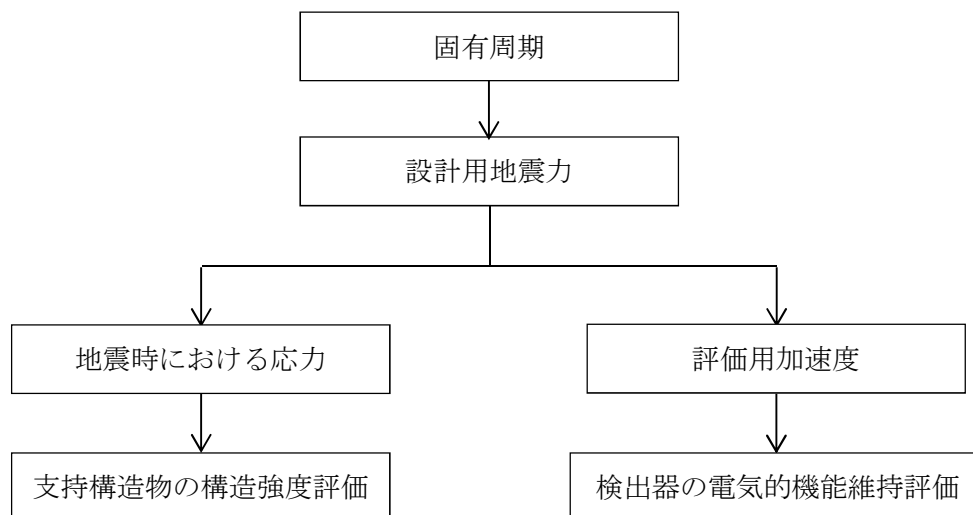 固有周期
設計用地震力
地震時における応力
評価用加速度
支持構造物の構造強度評価
検出器の電気的機能維持評価